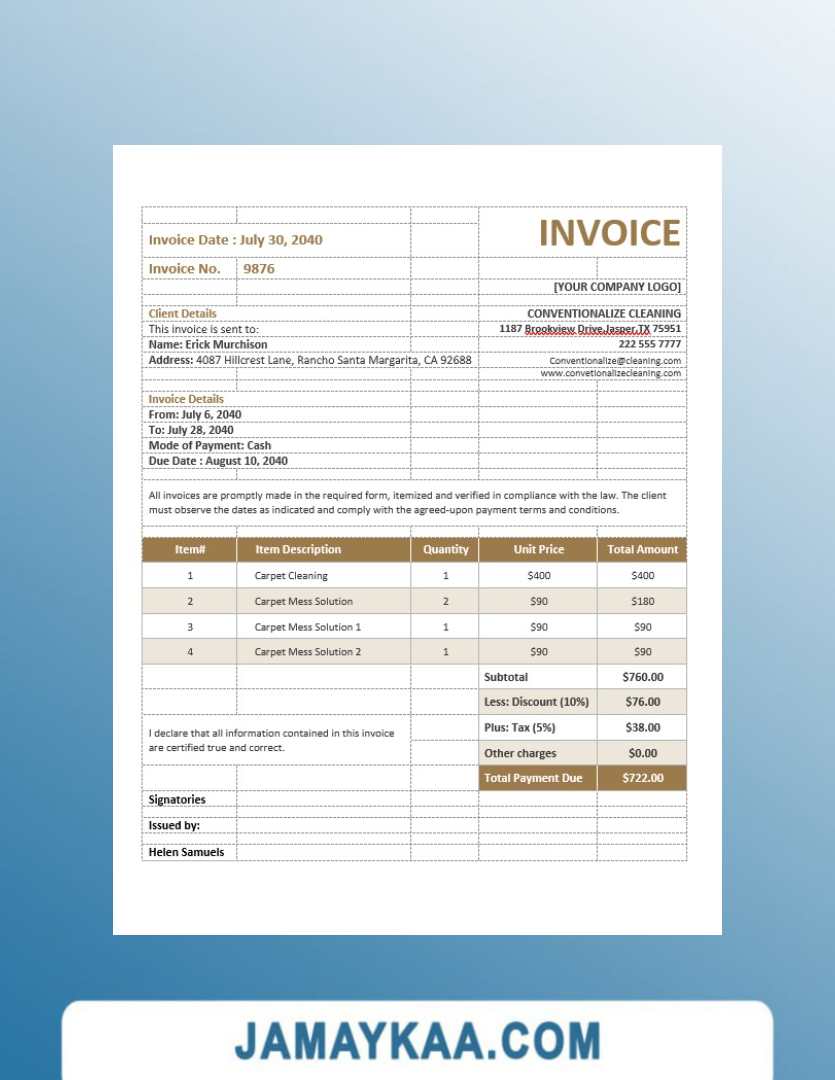 INVOICE
Invoice Date : July 30, 2040
Invoice No. 9876
[YOUR COMPANY LOGO]
Client Details CONVENTIONALIZE CLEANING
This invoice is sent to: 1187 Brookview Drive,Jasper,TX 75951
Name: Erick Murchison 222 555 7777
Address: 4087 Hillcrest Lane, Rancho Santa Margarita, CA 92688 Conventionalize@cleaning.com
www.convetionalizecleaning.com
Invoice Details
From: July 6, 2040
To: July 28, 2040
Mode of Payment: Cash
Due Date : August 10, 2040
All invoices are promptly made in the required form, itemized and verified in compliance with the law. The client
must observe the dates as indicated and comply with the agreed-upon payment terms and conditions.
Item# Item Description Quantity Unit Price Total Amount
1 Carpet Cleaning 1 $400 $400
2 Carpet Mess Solution 2 $90 $180
3 Carpet Mess Solution 1 1 $90 $90
4 Carpet Mess Solution 2 1 $90 $90
Subtotal $760.00
Less: Discount (10%) $76.00
Plus: Tax (5%) $38.00
I declare that all information contained in this invoice
are certified true and correct.
Other charges $0.00
Total Payment Due $722.00
Signatories
Issued by:
Helen Samuels
JAMAYKAA.COM